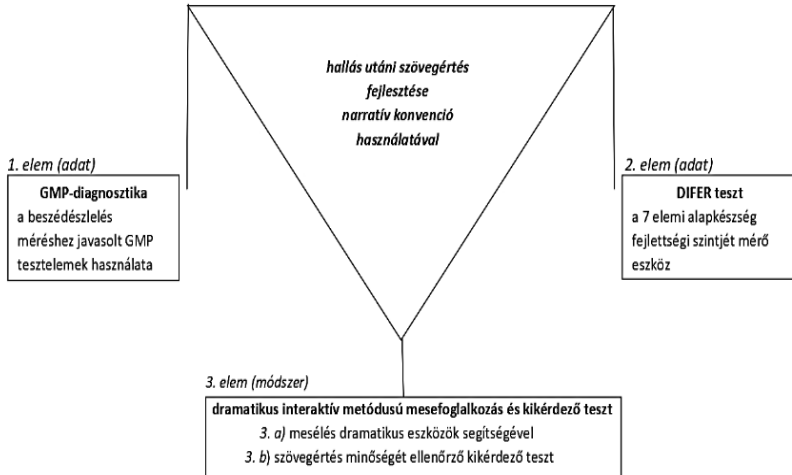 hallás utáni szövegértés
fejlesztése
narratív konvenció
használatával
1. elem (adat)
GMP-diagnosztika
a beszédészlelés
méréshez javasolt GMP
tesztelemek használata
2. elem (adat)
DIFER teszt
a 7 elemi alapkészség
fejlettségi szintjét mérő
eszköz
3. elem (módszer)
dramatikus interaktív metódusú mesefoglalkozás és kikérdező teszt
3. a) mesélés dramatikus eszközök segítségével
3. b) szövegértés minőségét ellenőrző kikérdező teszt